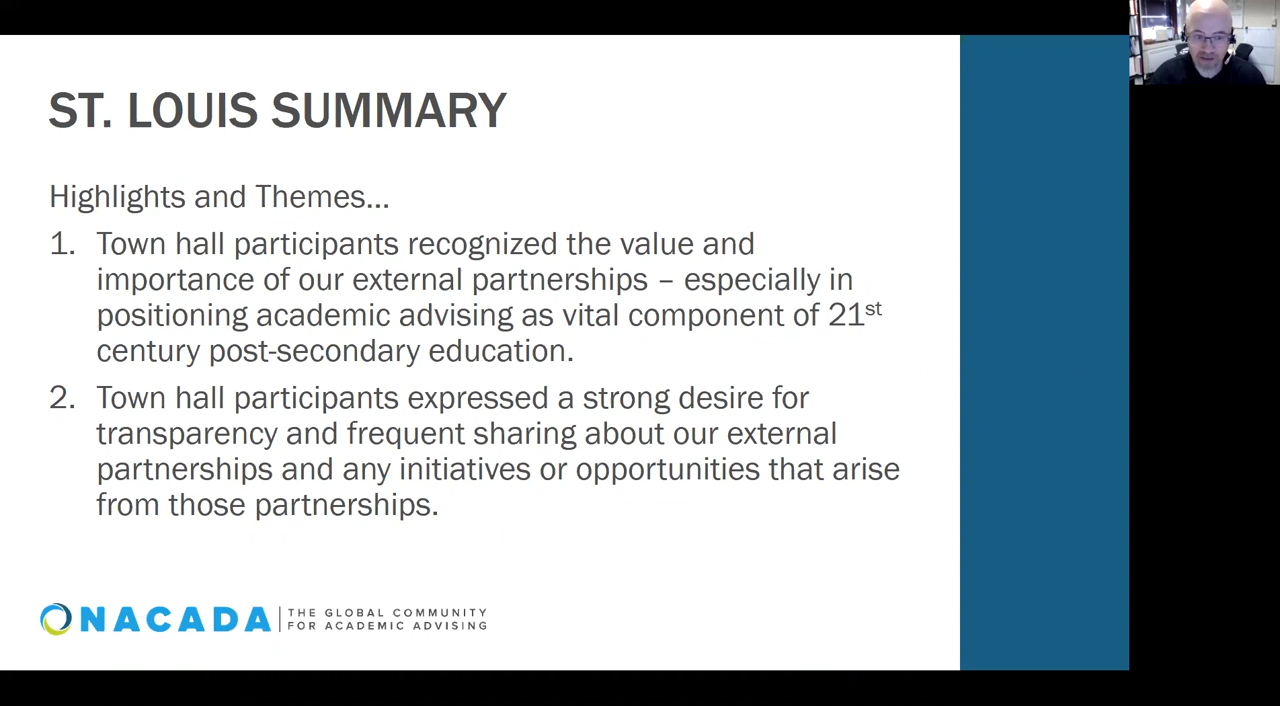 ST. LOUIS SUMMARY
Highlights and Themes...
1. Town hall participants recognized the value and
importance of our external partnerships – especially in
positioning academic advising as vital component of 21st
century post-secondary education.
2. Town hall participants expressed a strong desire for
transparency and frequent sharing about our external
partnerships and any initiatives or opportunities that arise
from those partnerships.
NACADA THE GLOBAL COMMUNITY
FOR ACADEMIC ADVISING